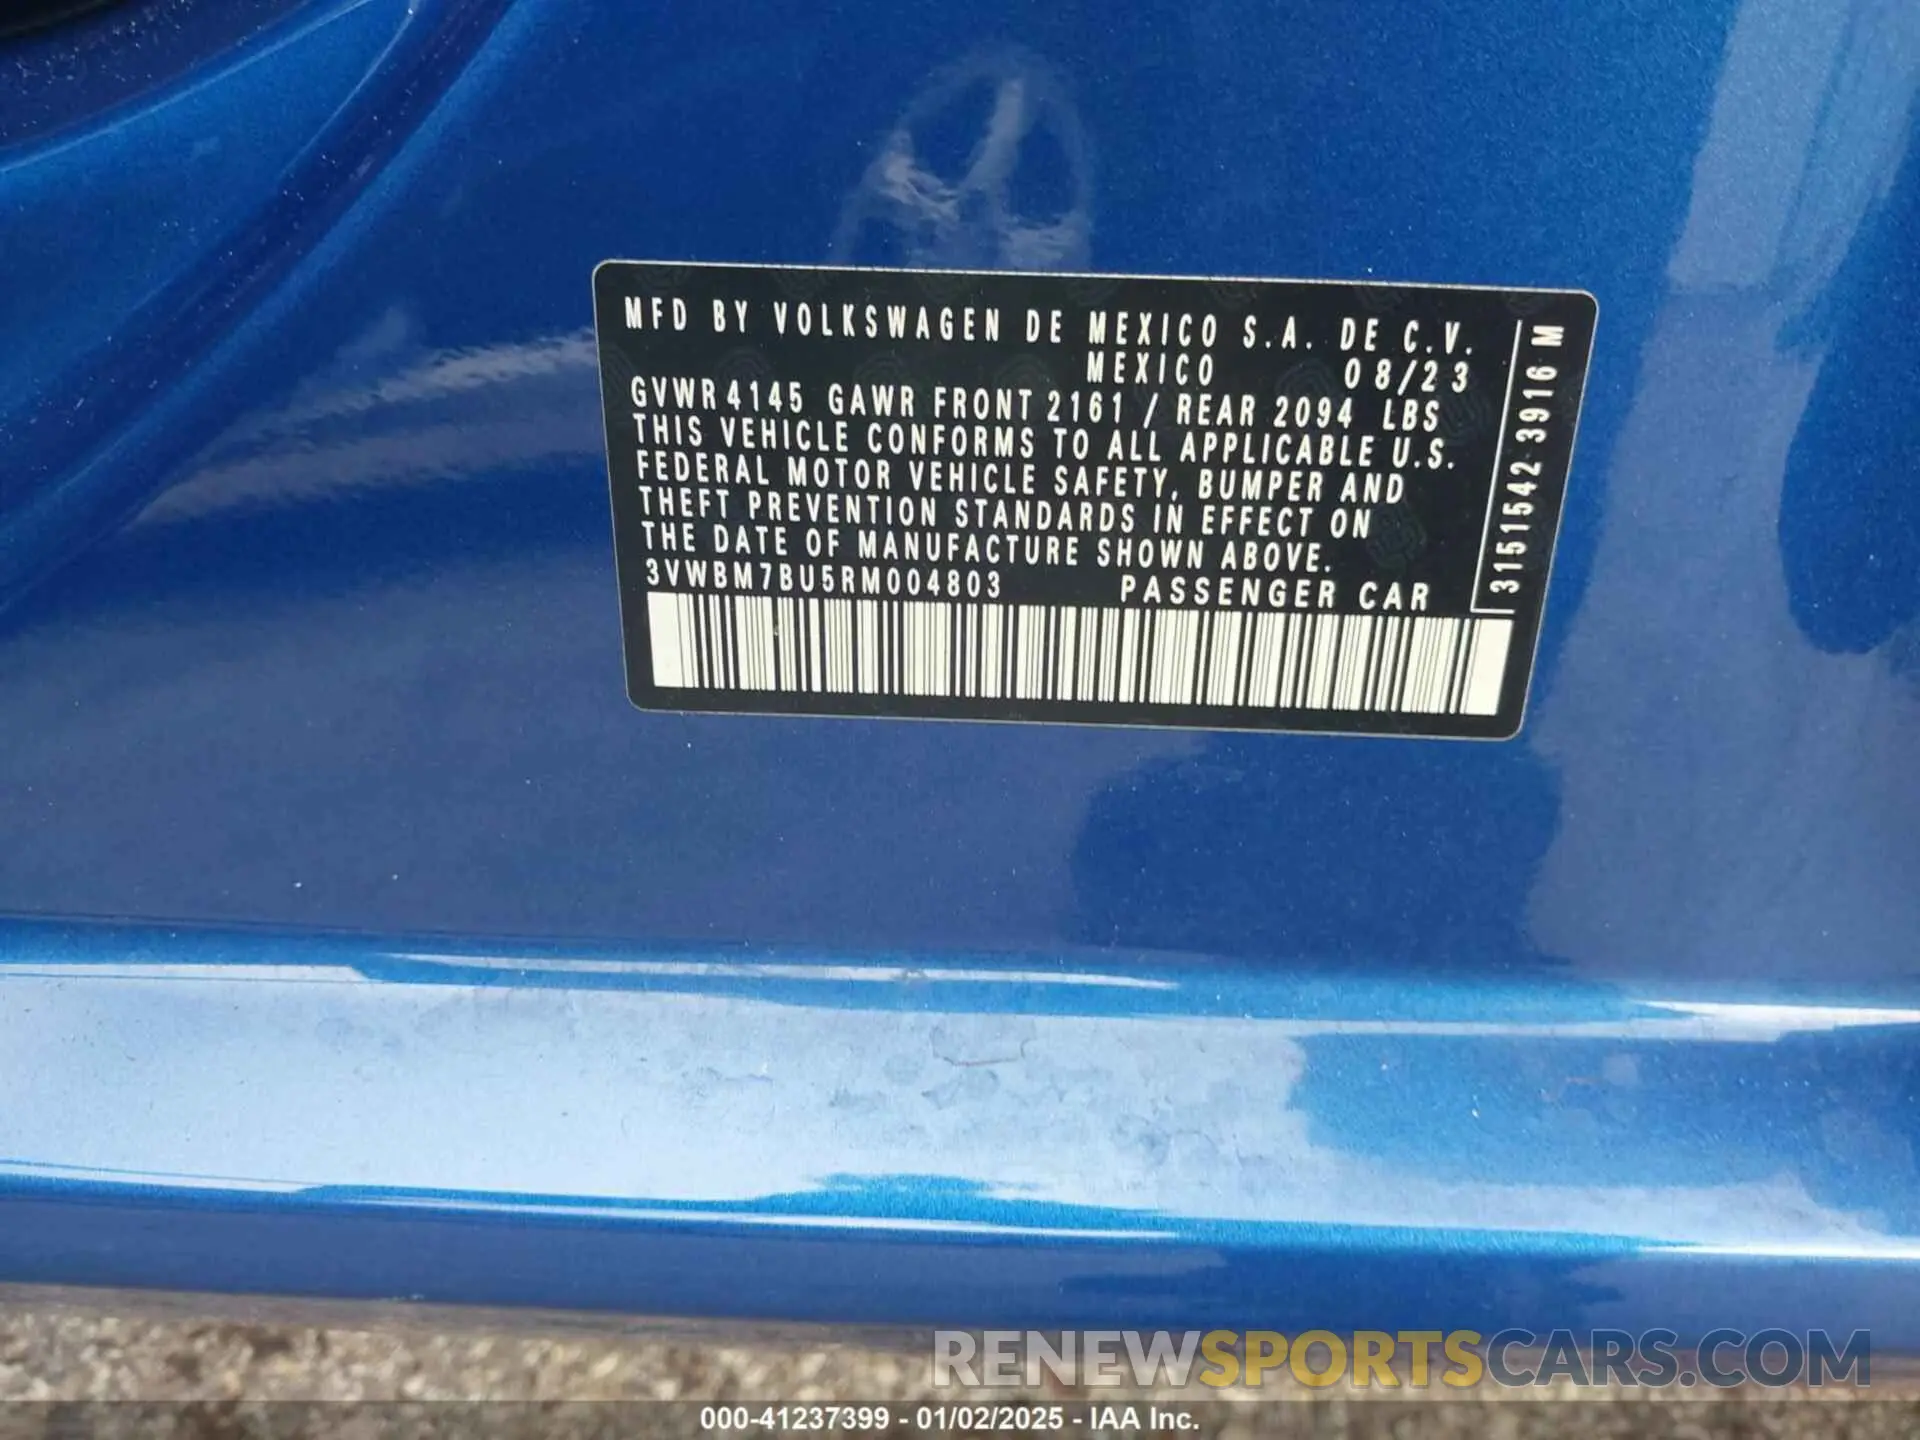 MFD BY VOLKSWAGEN DE MEXICO S.A. DE C.V.
MEXICO 08/23
GVWR 4145 GAWR FRONT 2161 / REAR 2094 LBS
THIS VEHICLE CONFORMS TO ALL APPLICABLE U.S.
FEDERAL MOTOR VEHICLE SAFETY, BUMPER AND
THEFT PREVENTION STANDARDS IN EFFECT ON
THE DATE OF MANUFACTURE SHOWN ABOVE.
3VWBM7BU5RM004803 PASSENGER CAR
3151542 3916 M
RENEWSPORTSCARS.COM
000-41237399 - 01/02/2025 - IAA Inc.